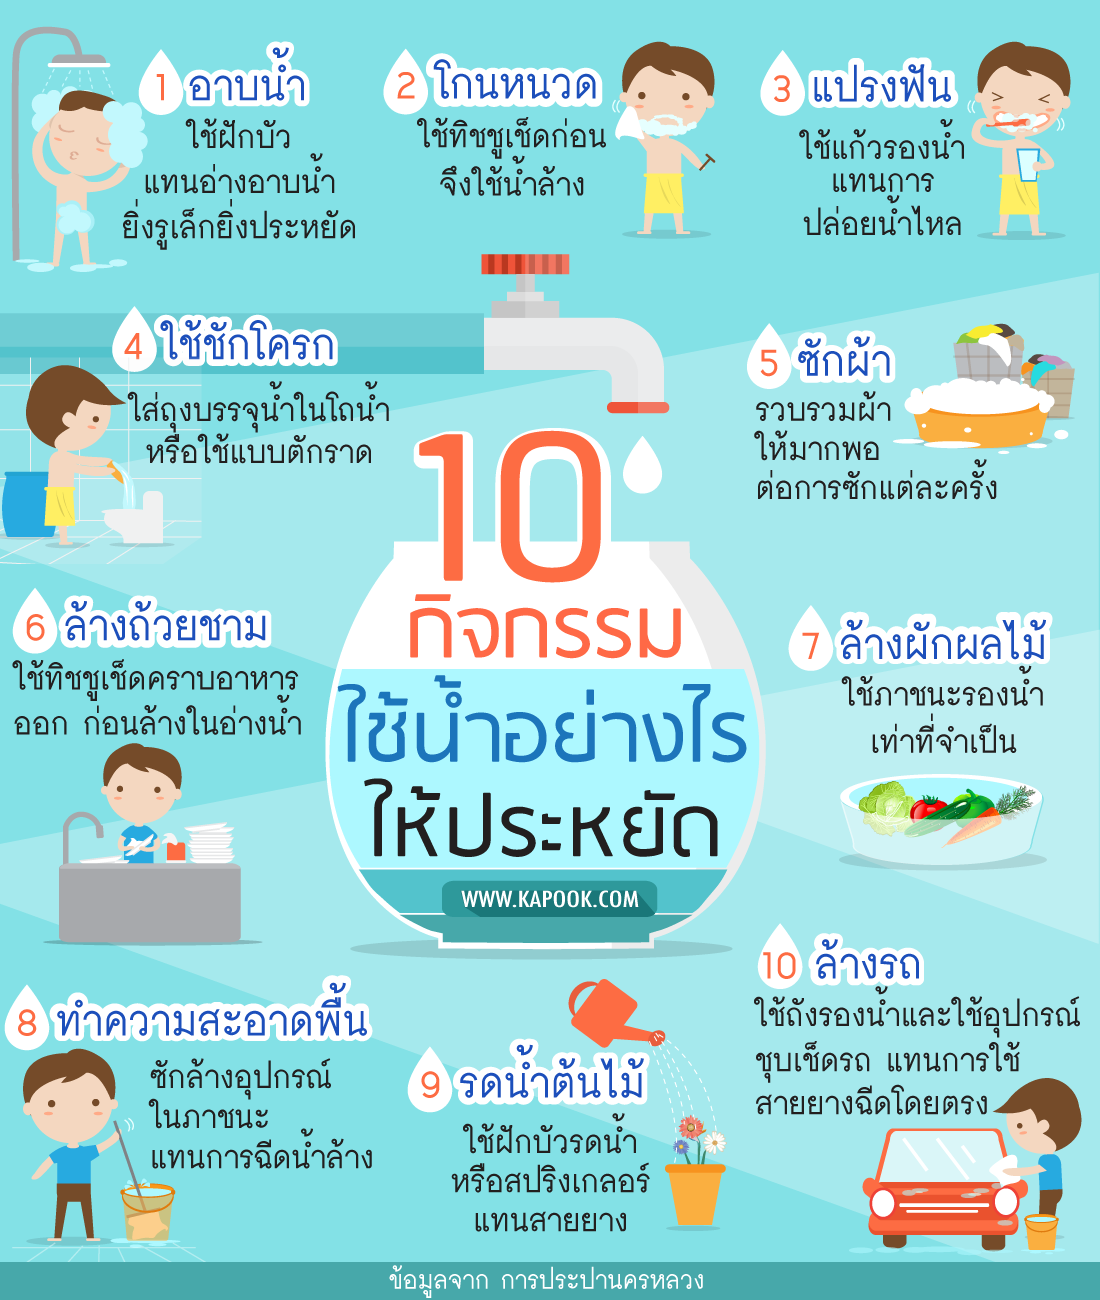 1 อาบน้ำ
ใช้ฝักบัว
แทนอ่างอาบน้ำ
ยิ่งรูเล็กยิ่งประหยัด
2 โกนหนวด
ใช้ทิชชูเช็ดก่อน
จึงใช้น้ำล้าง
3 แปรงฟัน
ใช้แก้วรองน้ำ
แทนการ
ปล่อยน้ำไหล
4 ใช้ชักโครก
ใส่ถุงบรรจุน้ำในโถน้ำ
หรือใช้แบบตักราด
5 ซักผ้า
รวบรวมผ้า
ให้มากพอ
ต่อการซักแต่ละครั้ง
10
กิจกรรม
ใช้น้ำอย่างไร
ให้ประหยัด
WWW.KAPOOK.COM
6 ล้างถ้วยชาม
ใช้ทิชชูเช็ดคราบอาหาร
ออก ก่อนล้างในอ่างน้ำ
7 ล้างผักผลไม้
ใช้ภาชนะรองน้ำ
เท่าที่จำเป็น
8 ทำความสะอาดพื้น
ซักล้างอุปกรณ์
ในภาชนะ
แทนการฉีดน้ำล้าง
9 รดน้ำต้นไม้
ใช้ฝักบัวรดน้ำ
หรือสปริงเกลอร์
แทนสายยาง
10 ล้างรถ
ใช้ถังรองน้ำและใช้อุปกรณ์
ชุบเช็ดรถ แทนการใช้
สายยางฉีดโดยตรง
ข้อมูลจาก การประปานครหลวง